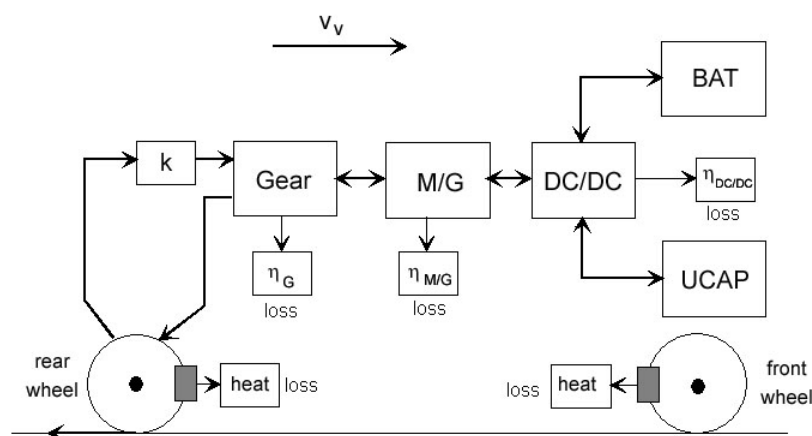 v_v
BAT
k
Gear
M/G
DC/DC
η_DC/DC
loss
η_G
loss
η_M/G
loss
UCAP
rear
wheel
heat
loss
loss
heat
front
wheel